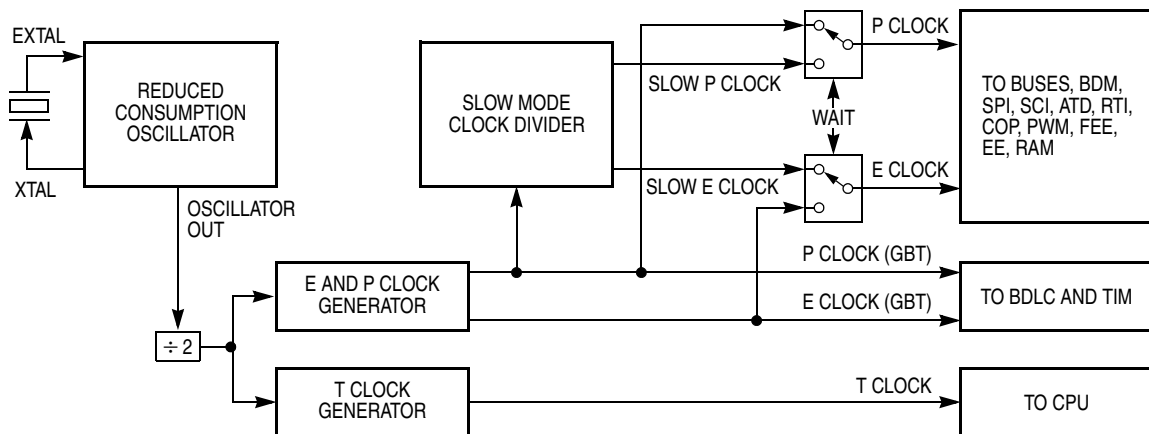 EXTAL
REDUCED
CONSUMPTION
OSCILLATOR
XTAL
OSCILLATOR
OUT
÷ 2
E AND P CLOCK
GENERATOR
T CLOCK
GENERATOR
SLOW MODE
CLOCK DIVIDER
SLOW P CLOCK
SLOW E CLOCK
WAIT
P CLOCK
E CLOCK
TO BUSES, BDM,
SPI, SCI, ATD, RTI,
COP, PWM, FEE,
EE, RAM
P CLOCK (GBT)
E CLOCK (GBT)
TO BDLC AND TIM
T CLOCK
TO CPU